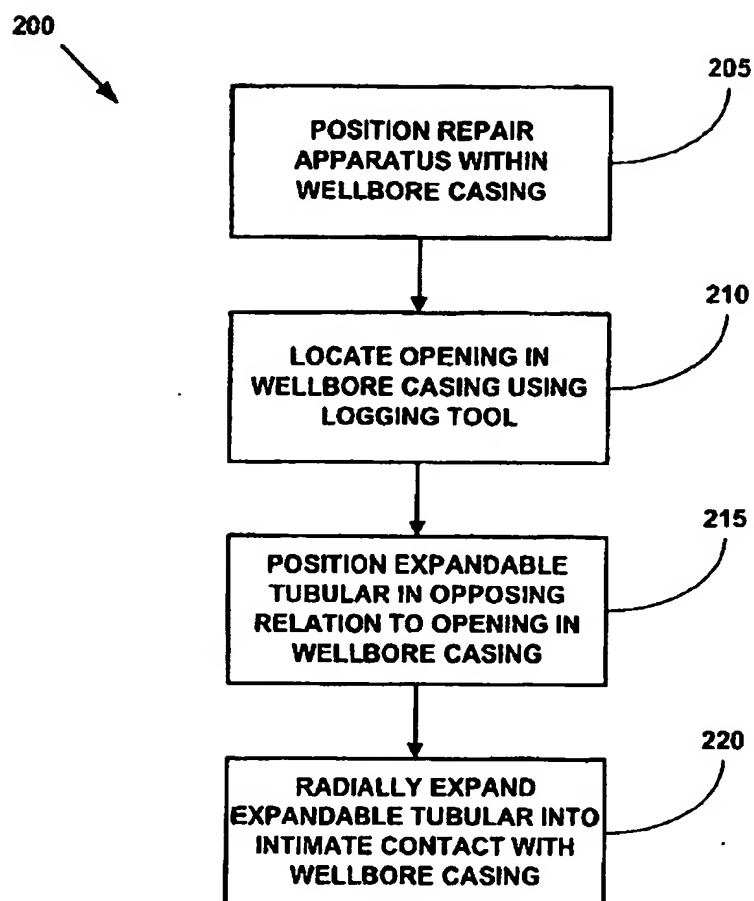 200
205
POSITION REPAIR
APPARATUS WITHIN
WELLBORE CASING
210
LOCATE OPENING IN
WELLBORE CASING USING
LOGGING TOOL
215
POSITION EXPANDABLE
TUBULAR IN OPPOSING
RELATION TO OPENING IN
WELLBORE CASING
220
RADIALLY EXPAND
EXPANDABLE TUBULAR INTO
INTIMATE CONTACT WITH
WELLBORE CASING